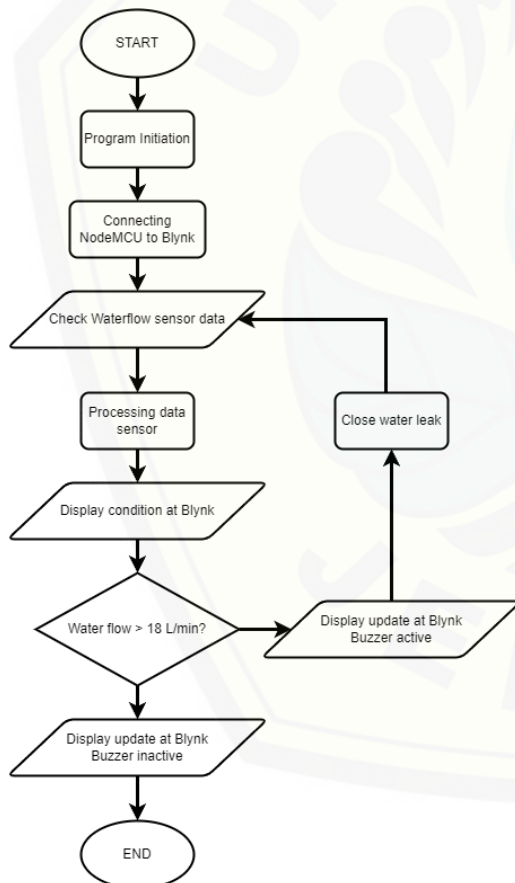 START
Program Initiation
Connecting
NodeMCU to Blynk
Check Waterflow sensor data
Processing data
sensor
Close water leak
Display condition at Blynk
Water flow > 18 L/min?
Display update at Blynk
Buzzer active
Display update at Blynk
Buzzer inactive
END